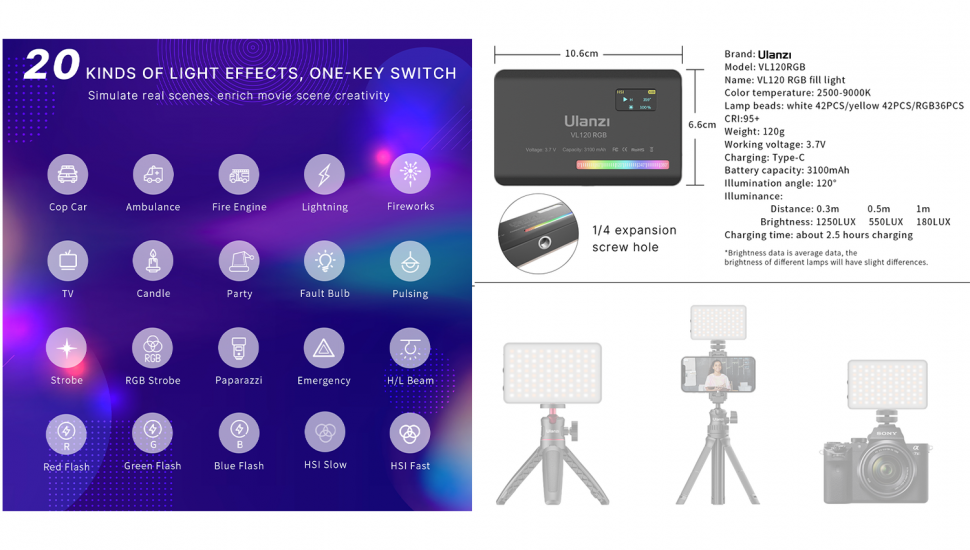 20 KINDS OF LIGHT EFFECTS, ONE-KEY SWITCH
Simulate real scenes, enrich movie scene creativity
Cop Car
Ambulance
Fire Engine
Lightning
Fireworks
TV
Candle
Party
Fault Bulb
Pulsing
RGB
Strobe
RGB Strobe
Paparazzi
Emergency
H/L Beam
R
G
B
Red Flash
Green Flash
Blue Flash
HSI Slow
HSI Fast
10.6cm
6.6cm
HSI
H 360°
100%
Ulanzi
VL120 RGB
Voltage: 3.7 V Capacity: 3100 mAh FC CE RoHS
1/4 expansion
screw hole
Brand: Ulanzi
Model: VL120RGB
Name: VL120 RGB fill light
Color temperature: 2500-9000K
Lamp beads: white 42PCS/yellow 42PCS/RGB36PCS
CRI:95+
Weight: 120g
Working voltage: 3.7V
Charging: Type-C
Battery capacity: 3100mAh
Illumination angle: 120°
Illuminance:
Distance: 0.3m 0.5m 1m
Brightness: 1250LUX 550LUX 180LUX
Charging time: about 2.5 hours charging
*Brightness data is average data, the
brightness of different lamps will have slight differences.
SONY